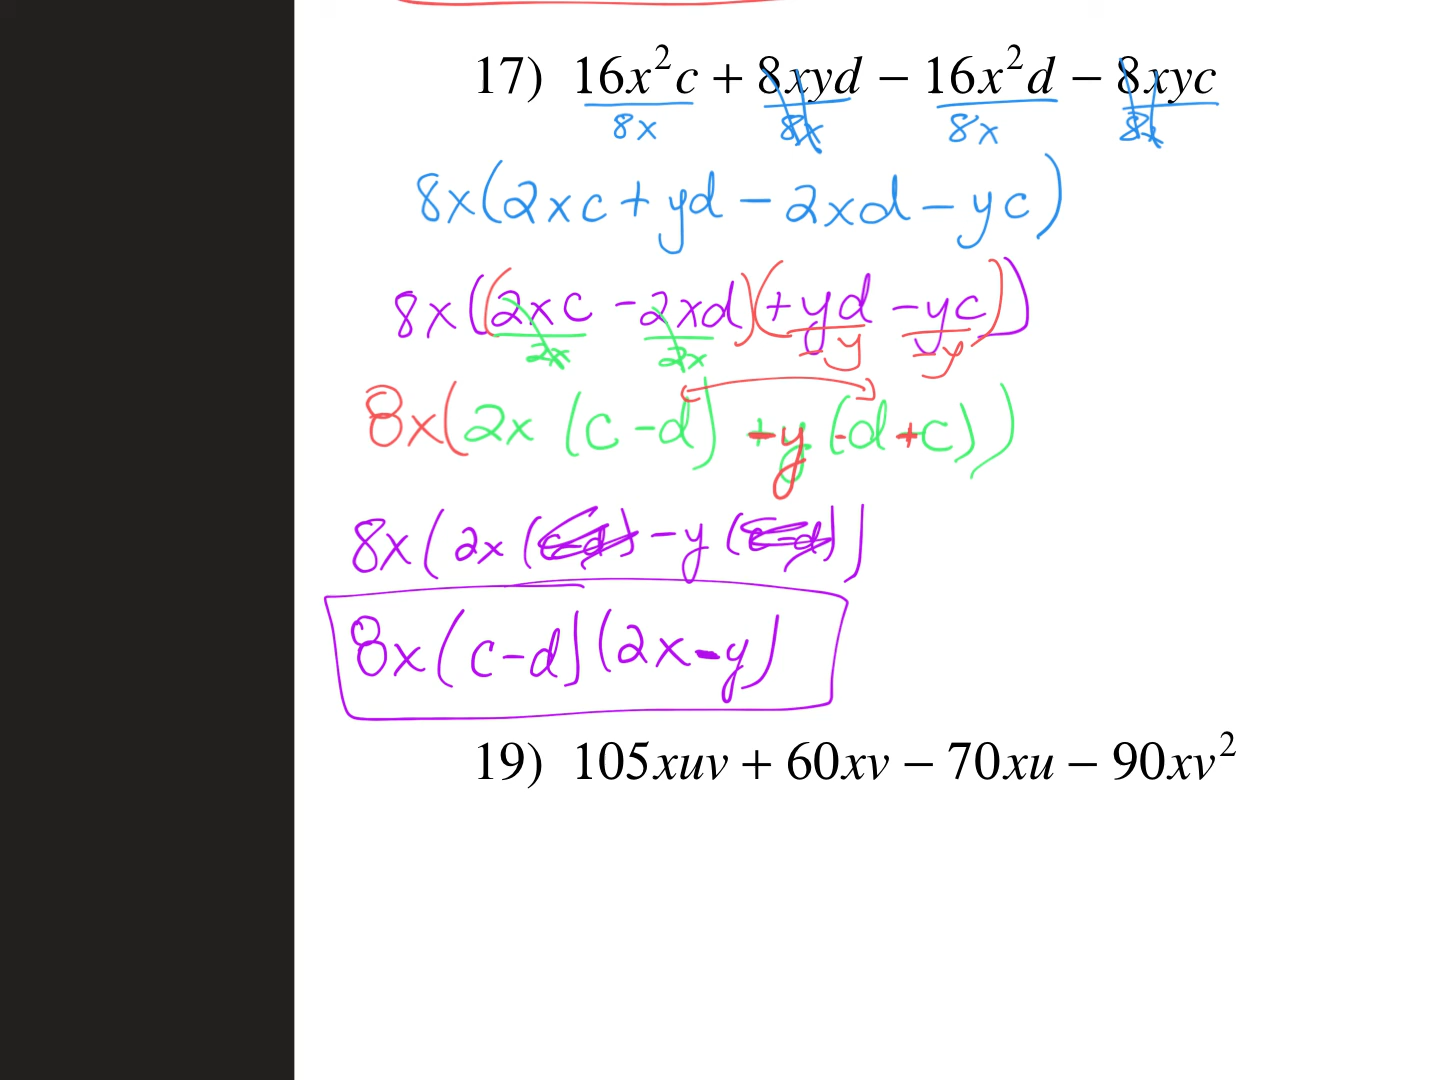 17) 16x²c + 8xyd − 16x²d − 8xyc
8x 8x 8x 8x
8x(2xc + yd − 2xd − yc)
8x((2xc − 2xd)(+yd − yc))
2x 2x −y −y
8x(2x (c − d) −y (−d + c))
8x(2x (c−d) − y (c−d))
8x(c−d)(2x−y)
19) 105xuv + 60xv − 70xu − 90xv²